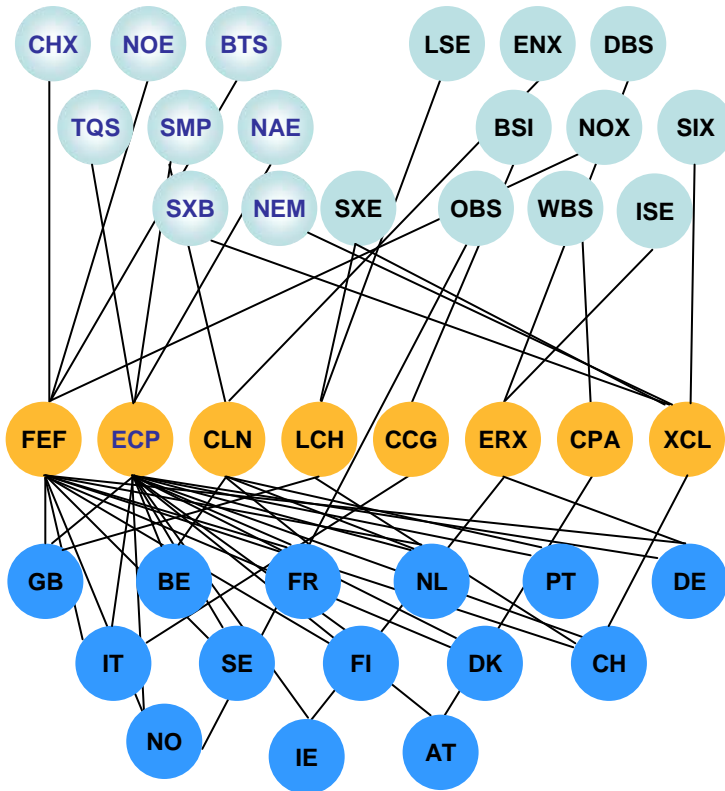 CHX NOE BTS LSE ENX DBS
TQS SMP NAE BSI NOX SIX
SXB NEM SXE OBS WBS ISE
FEF ECP CLN LCH CCG ERX CPA XCL
GB BE FR NL PT DE
IT SE FI DK CH
NO IE AT